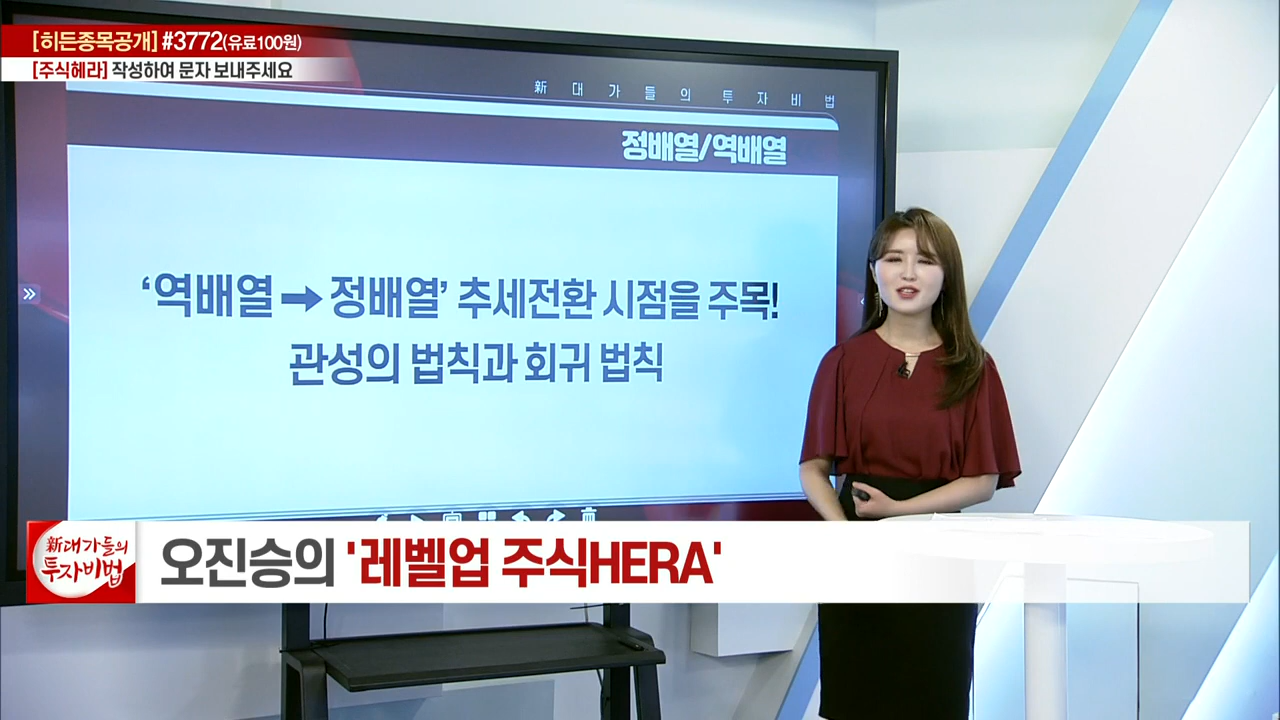 [히든종목공개] #3772(유료100원)
[주식헤라] 작성하여 문자 보내주세요
新 대 가 들 의 투 자 비 법
정배열/역배열
‘역배열 ➡ 정배열’ 추세전환 시점을 주목!
관성의 법칙과 회귀 법칙
新대가들의
투자비법
오진승의 '레벨업 주식HERA'